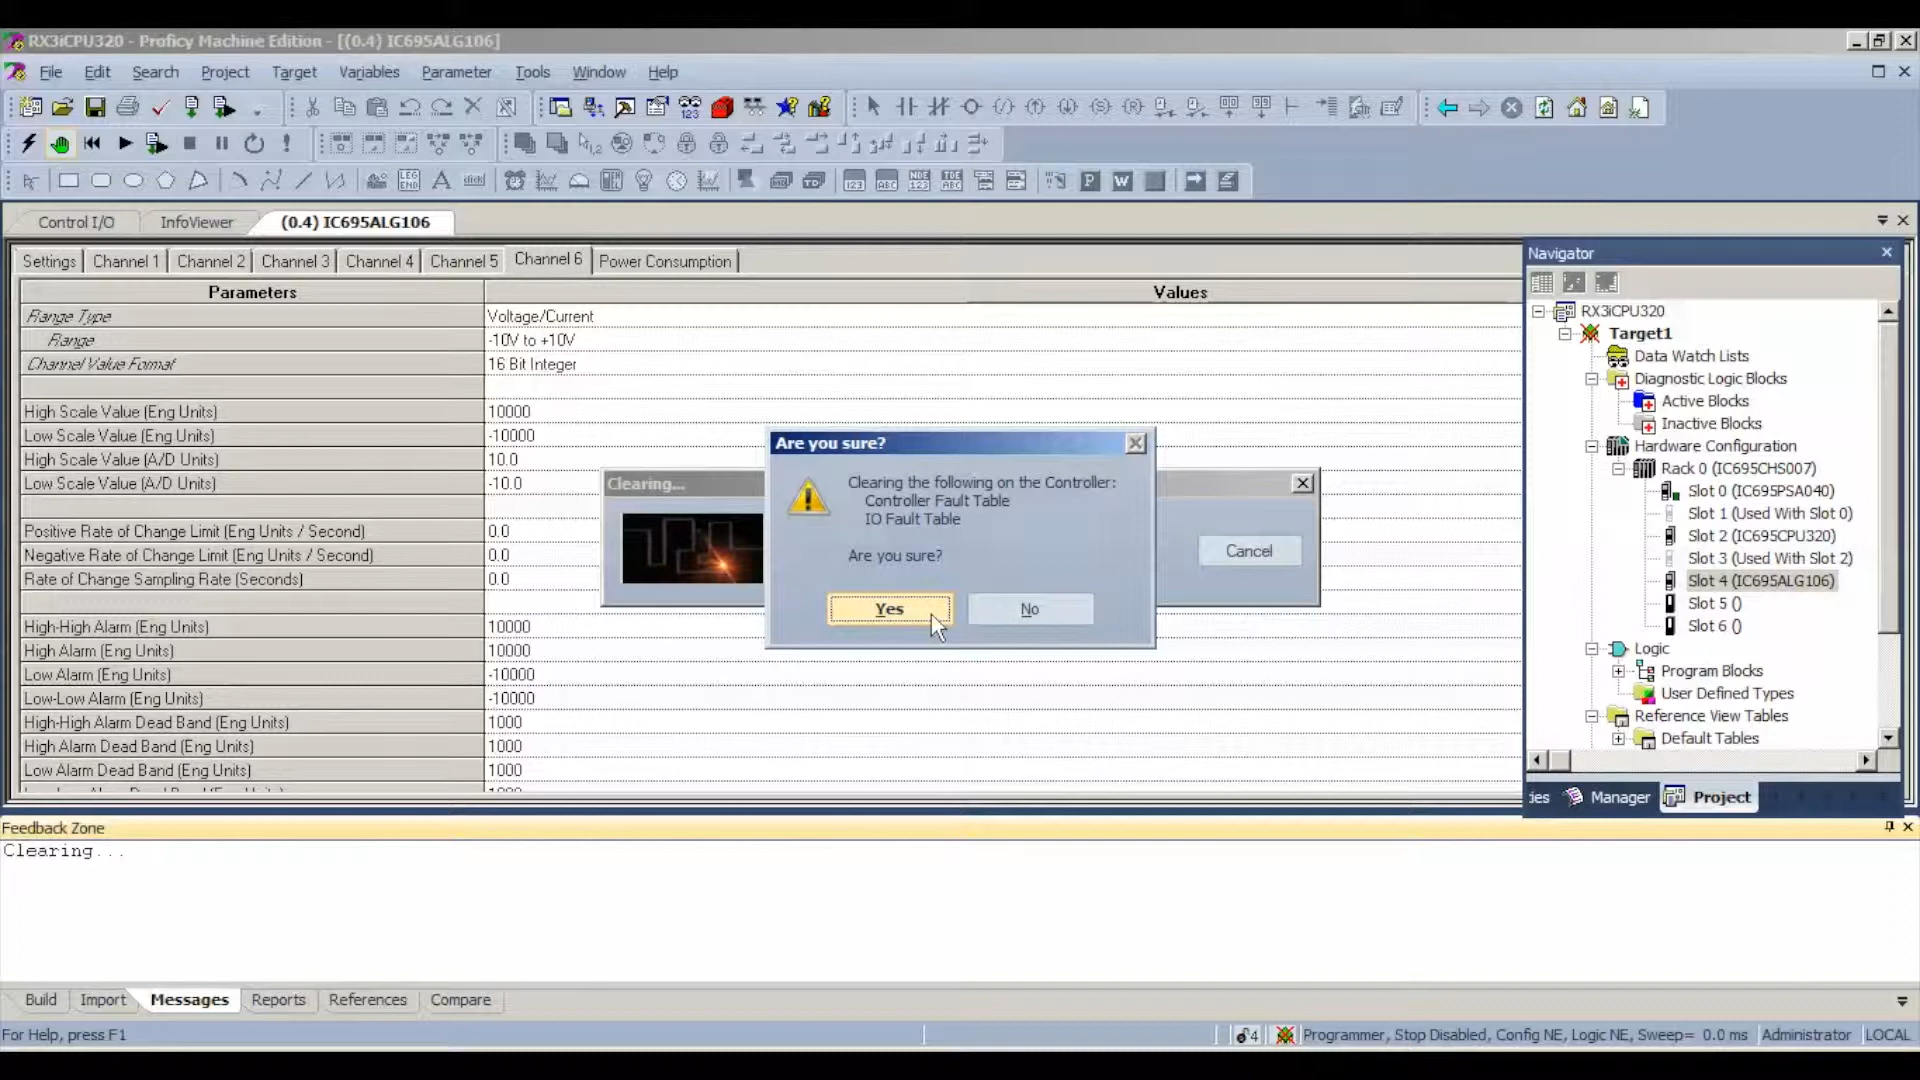 RX3iCPU320 - Proficy Machine Edition - [(0.4) IC695ALG106]
File Edit Search Project Target Variables Parameter Tools Window Help
Control I/O InfoViewer (0.4) IC695ALG106
Settings Channel 1 Channel 2 Channel 3 Channel 4 Channel 5 Channel 6 Power Consumption
Parameters Values
Range Type Voltage/Current
Range -10V to +10V
Channel Value Format 16 Bit Integer
High Scale Value (Eng Units) 10000
Low Scale Value (Eng Units) -10000
High Scale Value (A/D Units) 10.0
Low Scale Value (A/D Units) -10.0
Positive Rate of Change Limit (Eng Units / Second) 0.0
Negative Rate of Change Limit (Eng Units / Second) 0.0
Rate of Change Sampling Rate (Seconds) 0.0
High-High Alarm (Eng Units) 10000
High Alarm (Eng Units) 10000
Low Alarm (Eng Units) -10000
Low-Low Alarm (Eng Units) -10000
High-High Alarm Dead Band (Eng Units) 1000
High Alarm Dead Band (Eng Units) 1000
Low Alarm Dead Band (Eng Units) 1000
Clearing...
Cancel
Are you sure?
Clearing the following on the Controller:
Controller Fault Table
IO Fault Table
Are you sure?
Yes No
Navigator
RX3iCPU320
Target1
Data Watch Lists
Diagnostic Logic Blocks
Active Blocks
Inactive Blocks
Hardware Configuration
Rack 0 (IC695CHS007)
Slot 0 (IC695PSA040)
Slot 1 (Used With Slot 0)
Slot 2 (IC695CPU320)
Slot 3 (Used With Slot 2)
Slot 4 (IC695ALG106)
Slot 5 ()
Slot 6 ()
Logic
Program Blocks
User Defined Types
Reference View Tables
Default Tables
ies Manager Project
Feedback Zone
Clearing...
Build Import Messages Reports References Compare
For Help, press F1
4 Programmer, Stop Disabled, Config NE, Logic NE, Sweep= 0.0 ms Administrator LOCAL